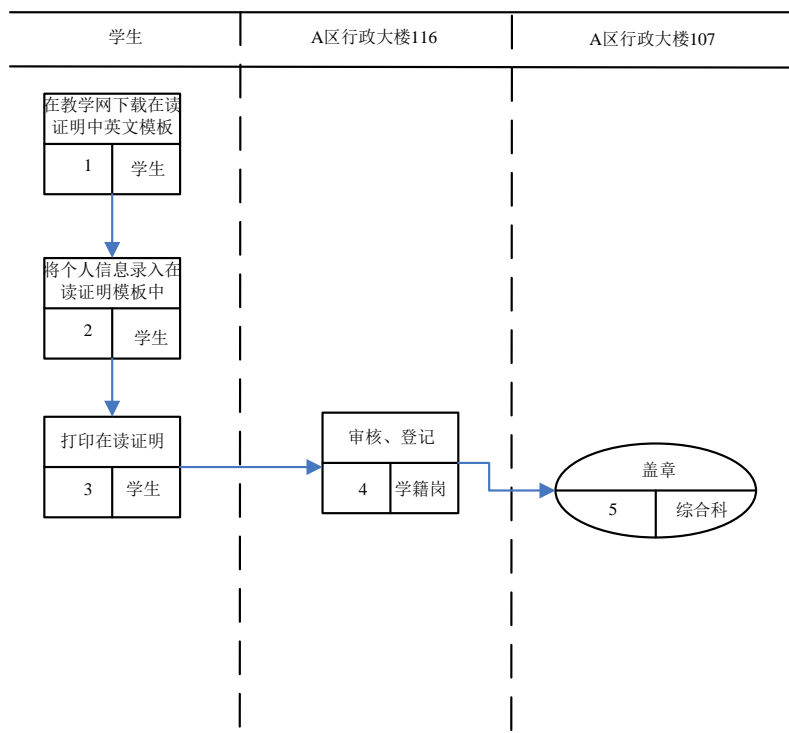 学生
A区行政大楼116
A区行政大楼107
在教学网下载在读
证明中英文模板
1
学生
将个人信息录入在
读证明模板中
2
学生
打印在读证明
3
学生
审核、登记
4
学籍岗
盖章
5
综合科